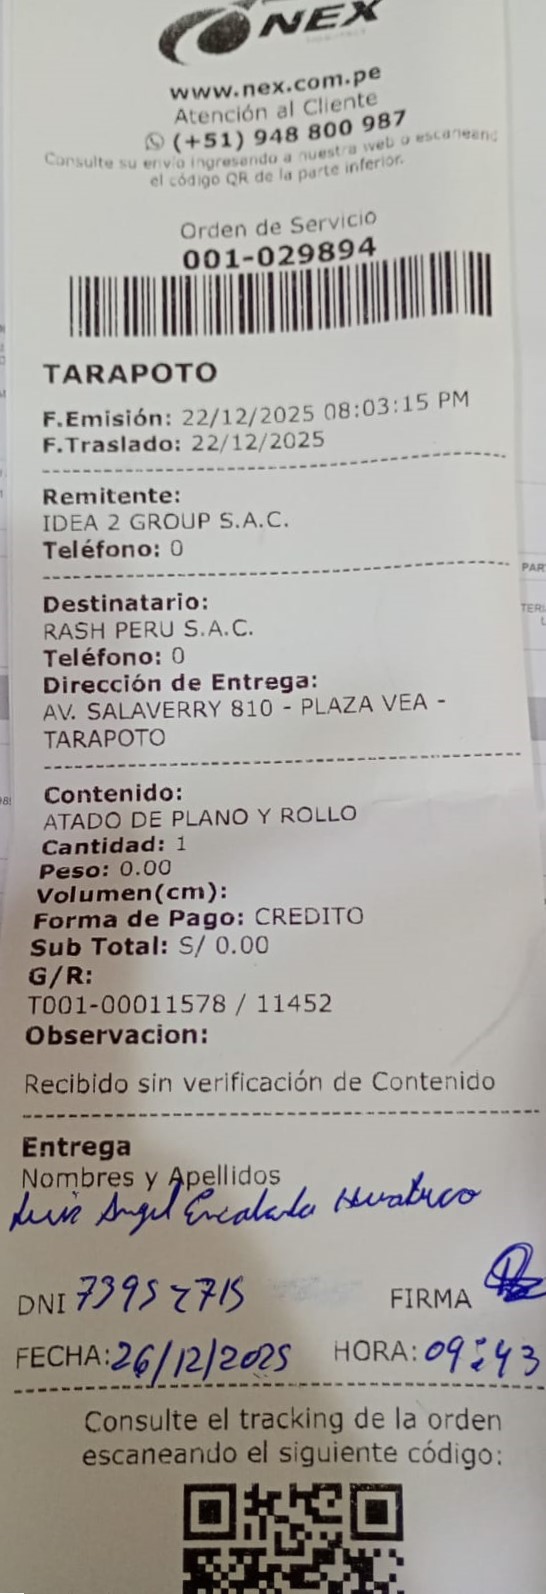 NEX
www.nex.com.pe
Atención al Cliente
(+51) 948 800 987
Consulte su envío ingresando a nuestra web o escaneando
el código QR de la parte inferior.
Orden de Servicio
001-029894
TARAPOTO
F.Emisión: 22/12/2025 08:03:15 PM
F.Traslado: 22/12/2025
Remitente:
IDEA 2 GROUP S.A.C.
Teléfono: 0
Destinatario:
RASH PERU S.A.C.
Teléfono: 0
Dirección de Entrega:
AV. SALAVERRY 810 - PLAZA VEA -
TARAPOTO
Contenido:
ATADO DE PLANO Y ROLLO
Cantidad: 1
Peso: 0.00
Volumen(cm):
Forma de Pago: CREDITO
Sub Total: S/ 0.00
G/R:
T001-00011578 / 11452
Observacion:
Recibido sin verificación de Contenido
Entrega
Nombres y Apellidos
Luis Angel Encalada
DNI
FIRMA
FECHA: 26/12/2025 HORA: 09:43
Consulte el tracking de la orden
escaneando el siguiente código: